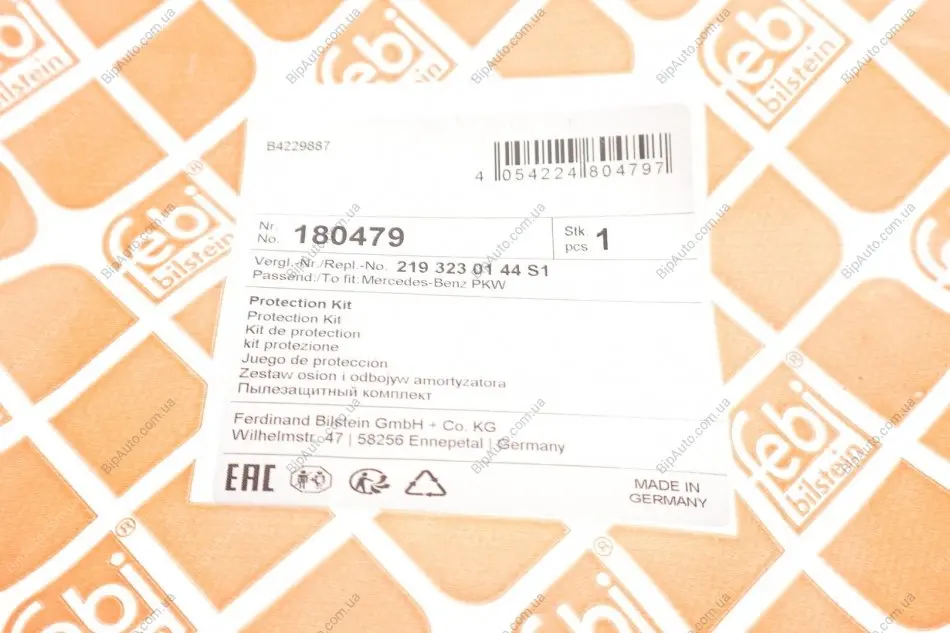 B4229887
4 054224 804797
Nr.
No. 180479
Stk
pcs. 1
Vergl.-Nr./Repl.-No. 219 323 01 44 S1
Passend:/To fit:Mercedes-Benz PKW
Protection Kit
Protection Kit
Kit de protection
kit protezione
Juego de protección
Zestaw osłon i odbojyw amortyzatora
Пылезащитный комплект
Ferdinand Bilstein GmbH + Co. KG
Wilhelmstr. 47 | 58256 Ennepetal | Germany
EAC
MADE IN
GERMANY
febi
bilstein
BipAuto.com.ua